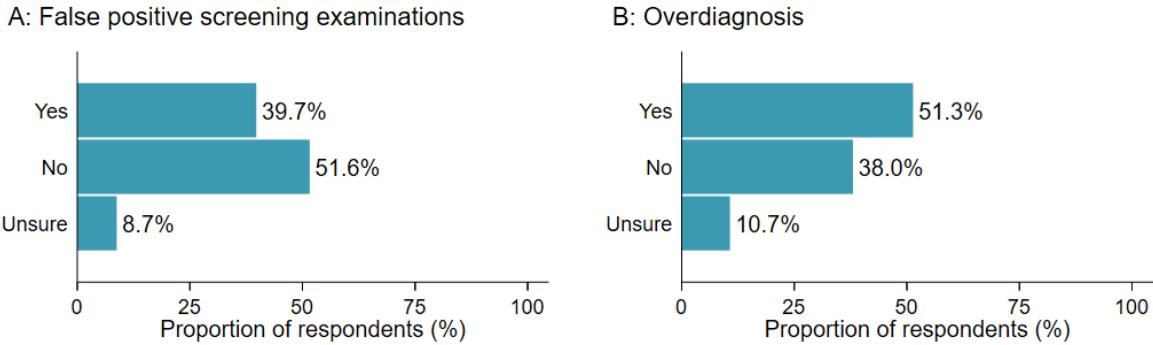 A: False positive screening examinations
Yes 39.7%
No 51.6%
Unsure 8.7%
0 25 50 75 100
Proportion of respondents (%)
B: Overdiagnosis
Yes 51.3%
No 38.0%
Unsure 10.7%
0 25 50 75 100
Proportion of respondents (%)